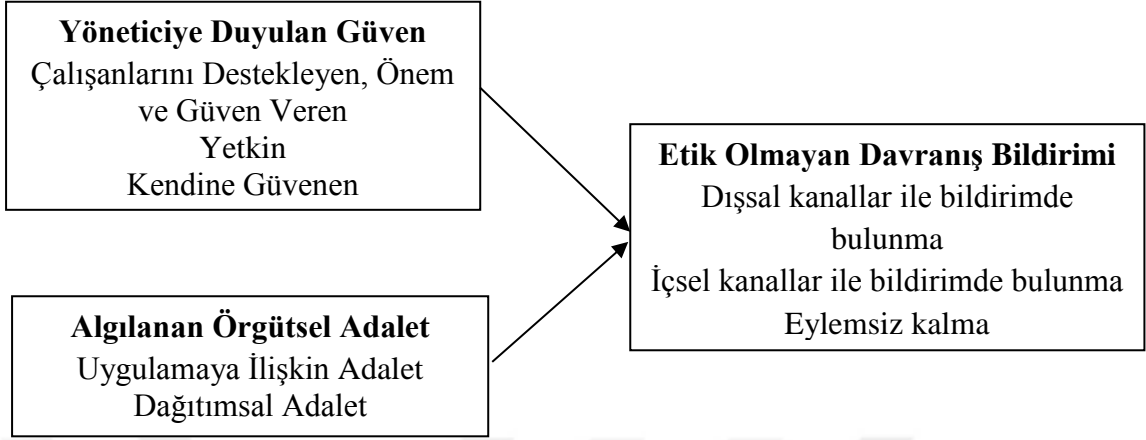 Yöneticiye Duyulan Güven
Çalışanlarını Destekleyen, Önem
ve Güven Veren
Yetkin
Kendine Güvenen
Etik Olmayan Davranış Bildirimi
Dışsal kanallar ile bildirimde
bulunma
İçsel kanallar ile bildirimde bulunma
Eylemsiz kalma
Algılanan Örgütsel Adalet
Uygulamaya İlişkin Adalet
Dağıtımsal Adalet